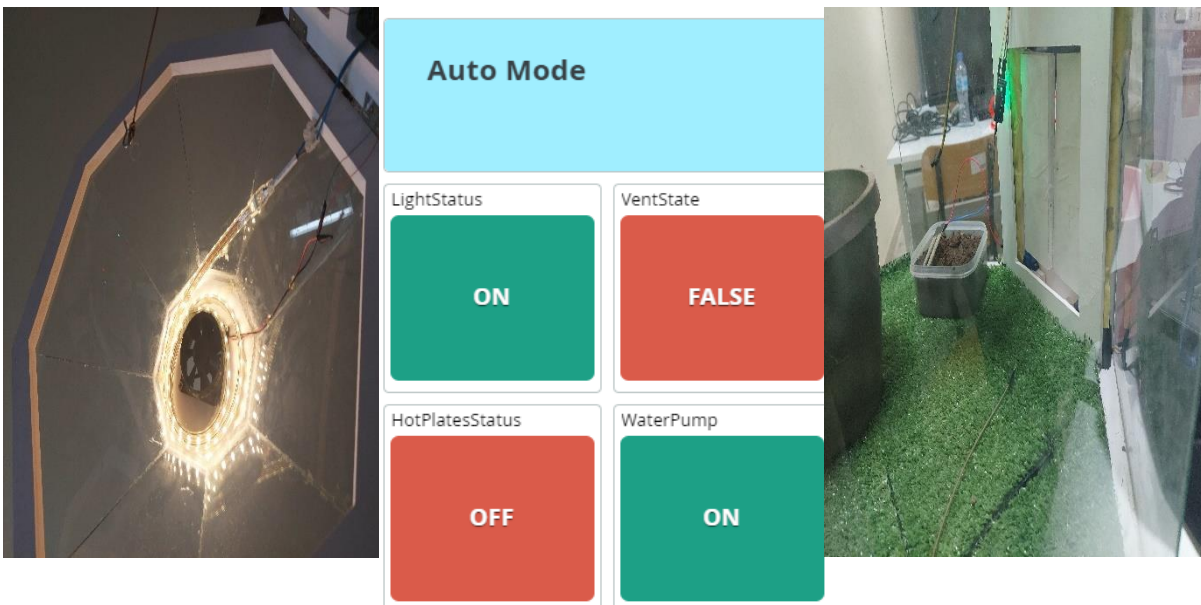 Auto Mode
LightStatus
VentState
ON
FALSE
HotPlatesStatus
WaterPump
OFF
ON